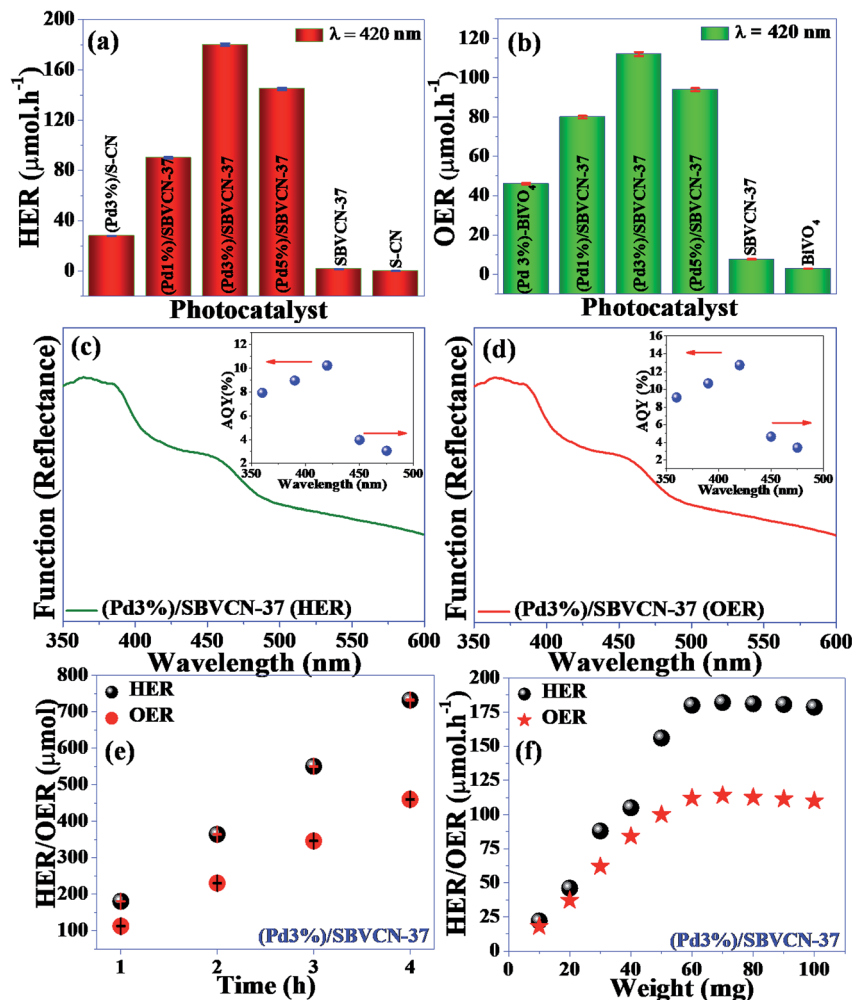 (a)
λ = 420 nm
HER (µmol.h⁻¹)
200
160
120
80
40
0
(Pd3%)/S-CN
(Pd1%)/SBVCN-37
(Pd3%)/SBVCN-37
(Pd5%)/SBVCN-37
SBVCN-37
S-CN
Photocatalyst
(b)
λ = 420 nm
OER (µmol.h⁻¹)
120
100
80
60
40
20
0
(Pd 3%)-BIVO₄
(Pd1%)/SBVCN-37
(Pd3%)/SBVCN-37
(Pd5%)/SBVCN-37
SBVCN-37
BIVO₄
Photocatalyst
(c)
Function (Reflectance)
AQY(%)
12
10
8
6
4
2
350 400 450 500
Wavelength (nm)
(Pd3%)/SBVCN-37 (HER)
350 400 450 500 550 600
Wavelength (nm)
(d)
Function (Reflectance)
AQY (%)
16
14
12
10
8
6
4
2
350 400 450 500
Wavelength (nm)
(Pd3%)/SBVCN-37 (OER)
350 400 450 500 550 600
Wavelength (nm)
HER
OER
(e)
HER/OER (µmol)
800
700
600
500
400
300
200
100
(Pd3%)/SBVCN-37
1 2 3 4
Time (h)
HER
OER
(f)
HER/OER (µmol.h⁻¹)
200
175
150
125
100
75
50
25
0
(Pd3%)/SBVCN-37
0 20 40 60 80 100
Weight (mg)